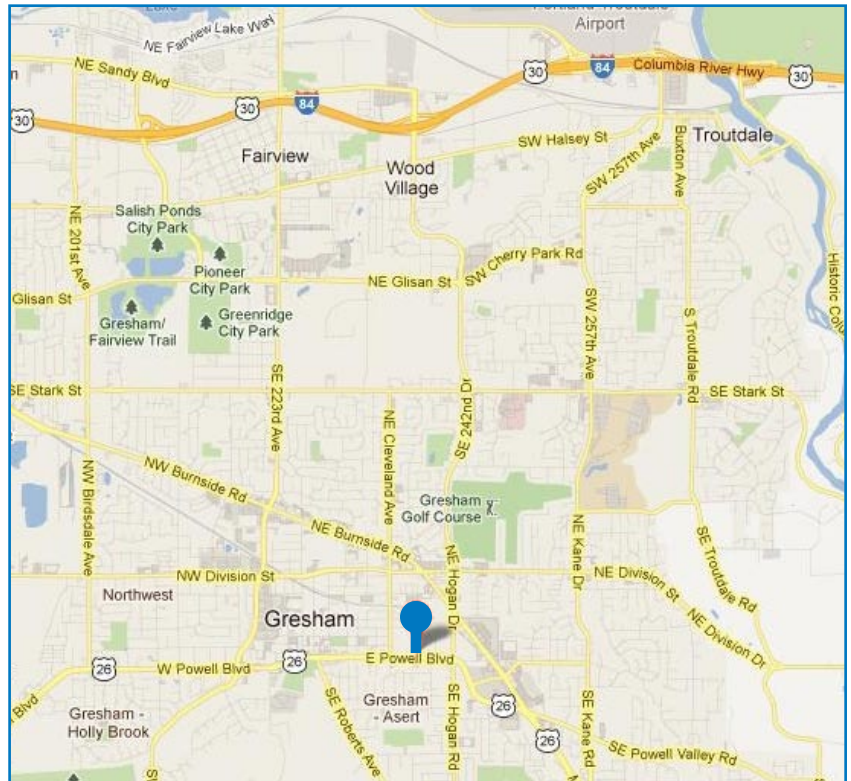 Airport
NE Fairview Lake Way
NE Sandy Blvd
30
84
30
84
Columbia River Hwy
30
30
Fairview
Wood
Village
SW Halsey St
SW 257th Ave
Buxton Ave
Troutdale
NE 201st Ave
Salish Ponds
City Park
Pioneer
City Park
NE Glisan St
SW Cherry Park Rd
Glisan St
Gresham/
Fairview Trail
Greenridge
City Park
SW 257th Ave
S Troutdale Rd
SE Stark St
SE 223rd Ave
NE Cleveland Ave
SE 242nd Dr
SE Stark St
NW Birdsdale Ave
NW Burnside Rd
Gresham
Golf Course
NE Burnside Rd
NE Hogan Dr
NE Kane Dr
SE Troutdale Rd
NW Division St
NE Division St
NE Division Dr
Northwest
Gresham
26
W Powell Blvd
26
E Powell Blvd
Blvd
Gresham -
Holly Brook
SE Roberts Ave
Gresham
- Asert
SE Hogan Rd
26
26
SE Kane Rd
SE Powell Valley Rd